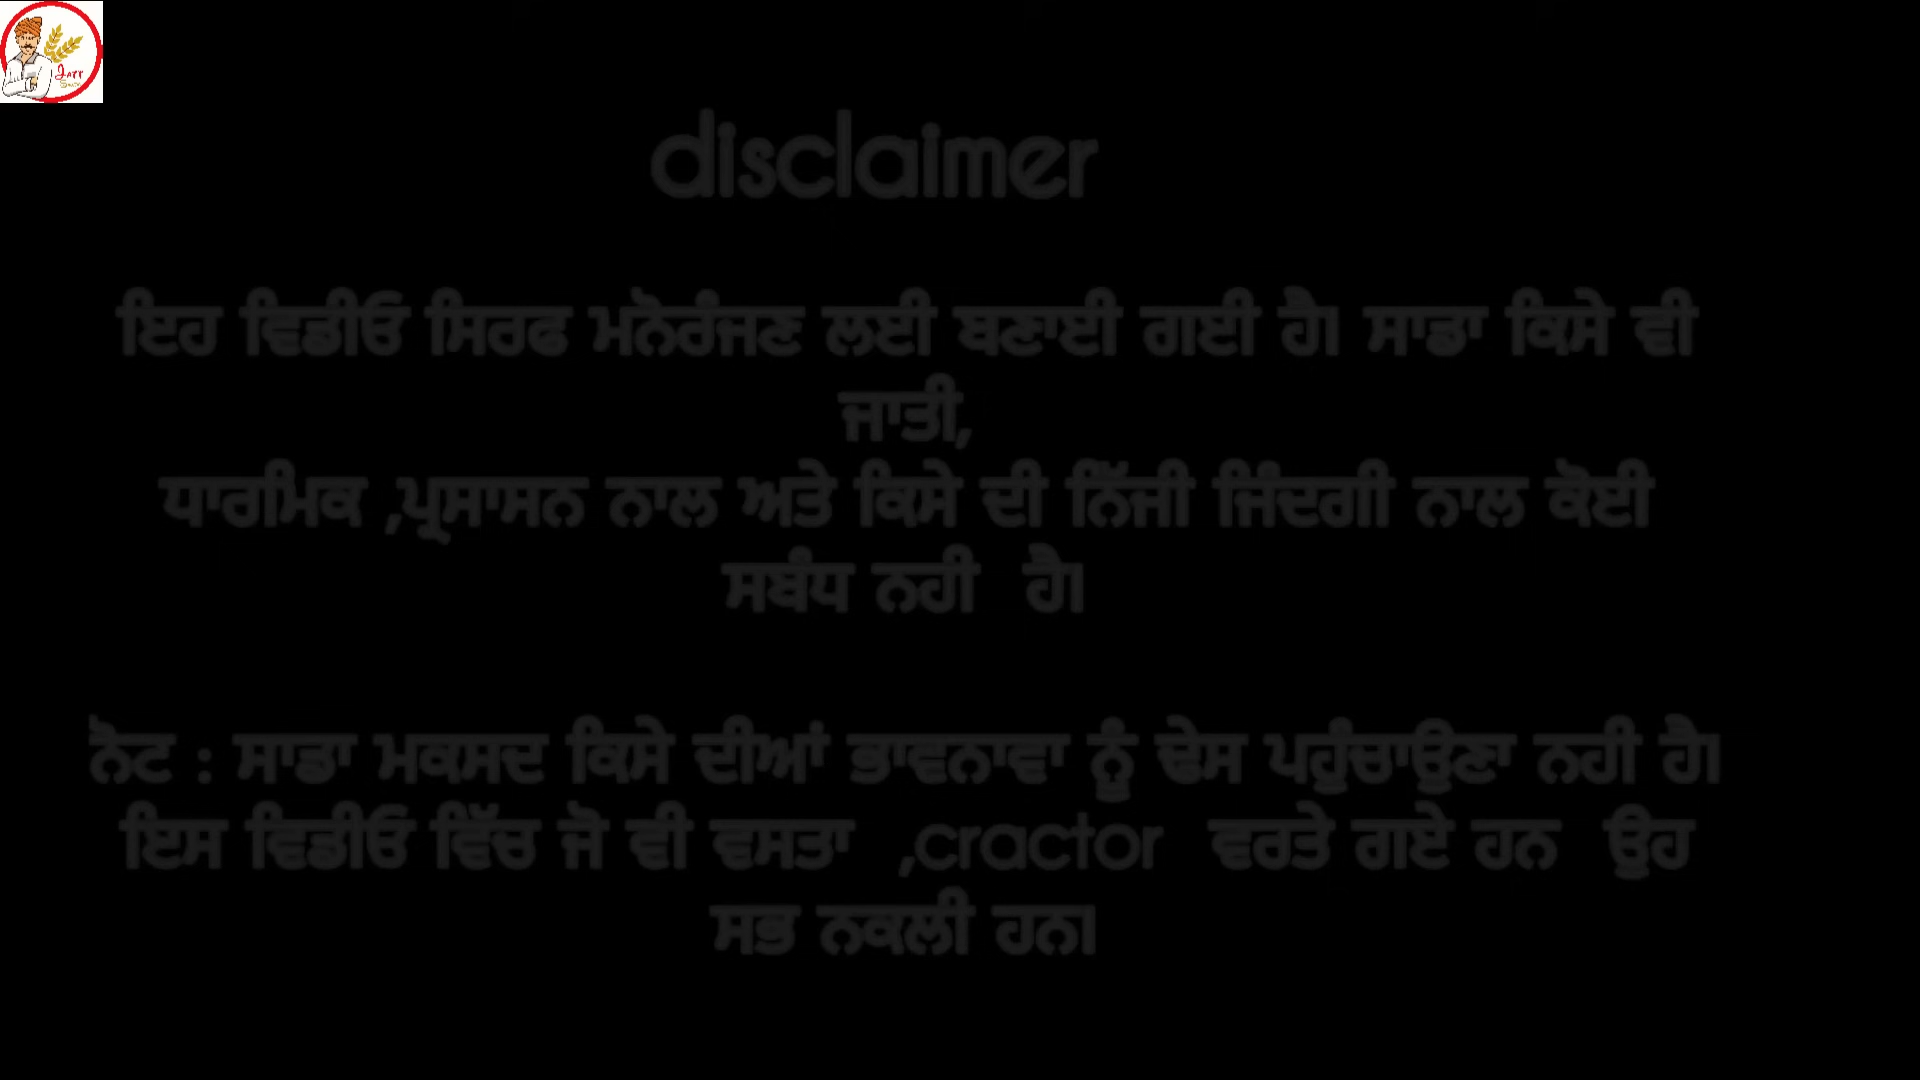 Jatt
disclaimer
ਇਹ ਵਿਡੀਓ ਸਿਰਫ ਮਨੋਰੰਜਣ ਲਈ ਬਣਾਈ ਗਈ ਹੈ। ਸਾਡਾ ਕਿਸੇ ਵੀ
ਜਾਤੀ,
ਧਾਰਮਿਕ ,ਪ੍ਰਸਾਸਨ ਨਾਲ ਅਤੇ ਕਿਸੇ ਦੀ ਨਿੱਜੀ ਜਿੰਦਗੀ ਨਾਲ ਕੋਈ
ਸਬੰਧ ਨਹੀ ਹੈ।
ਨੋਟ : ਸਾਡਾ ਮਕਸਦ ਕਿਸੇ ਦੀਆਂ ਭਾਵਨਾਵਾ ਨੂੰ ਢੇਸ ਪਹੁੰਚਾਉਣਾ ਨਹੀ ਹੈ।
ਇਸ ਵਿਡੀਓ ਵਿੱਚ ਜੋ ਵੀ ਵਸਤਾ ,cractor ਵਰਤੇ ਗਏ ਹਨ ਉਹ
ਸਭ ਨਕਲੀ ਹਨ।